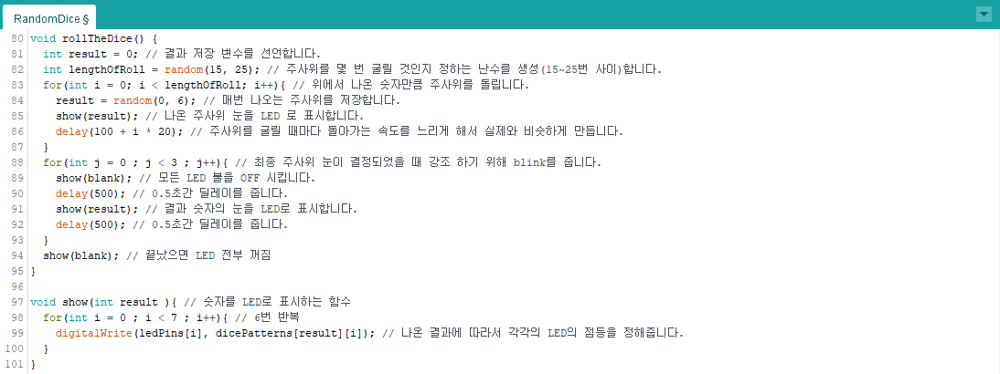 RandomDice §
80 void rollTheDice() {
81   int result = 0; // 결과 저장 변수를 선언합니다.
82   int lengthOfRoll = random(15, 25); // 주사위를 몇 번 굴릴 것인지 정하는 난수를 생성(15~25번 사이)합니다.
83   for(int i = 0; i < lengthOfRoll; i++){ // 위에서 나온 숫자만큼 주사위를 돌립니다.
84     result = random(0, 6); // 매번 나오는 주사위를 저장합니다.
85     show(result); // 나온 주사위 눈을 LED 로 표시합니다.
86     delay(100 + i * 20); // 주사위를 굴릴 때마다 돌아가는 속도를 느리게 해서 실제와 비슷하게 만듭니다.
87   }
88   for(int j = 0 ; j < 3 ; j++){ // 최종 주사위 눈이 결정되었을 때 강조 하기 위해 blink를 줍니다.
89     show(blank); // 모든 LED 불을 OFF 시킵니다.
90     delay(500); // 0.5초간 딜레이를 줍니다.
91     show(result); // 결과 숫자의 눈을 LED로 표시합니다.
92     delay(500); // 0.5초간 딜레이를 줍니다.
93   }
94   show(blank); // 끝났으면 LED 전부 꺼짐
95 }
96
97 void show(int result ){ // 숫자를 LED로 표시하는 함수
98   for(int i = 0 ; i < 7 ; i++){ // 6번 반복
99     digitalWrite(ledPins[i], dicePatterns[result][i]); // 나온 결과에 따라서 각각의 LED의 점등을 정해줍니다.
100   }
101 }